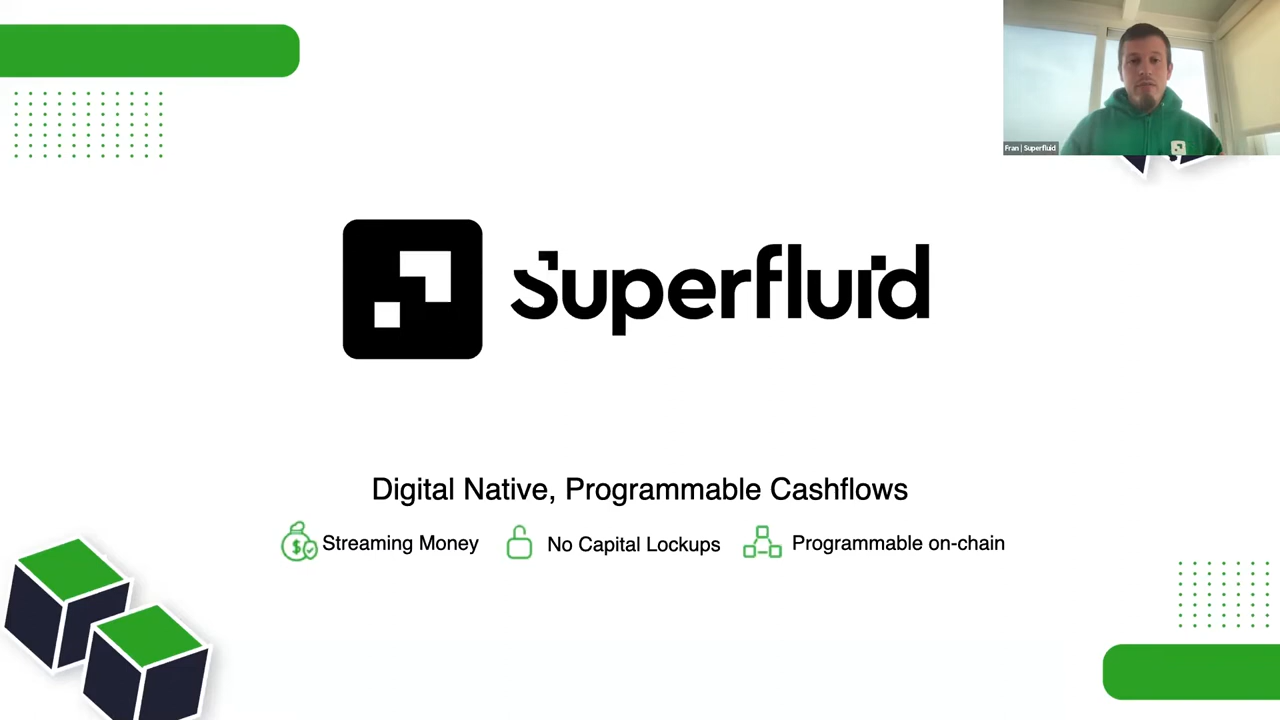 Fran | Superfluid
Superfluid
Digital Native, Programmable Cashflows
Streaming Money
No Capital Lockups
Programmable on-chain